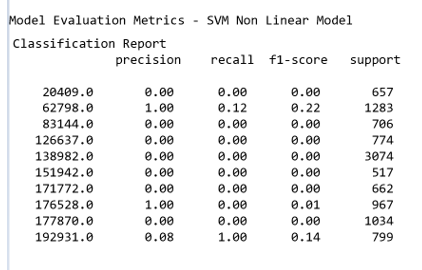 Model Evaluation Metrics - SVM Non Linear Model
Classification Report
precision recall f1-score support
20409.0 0.00 0.00 0.00 657
62798.0 1.00 0.12 0.22 1283
83144.0 0.00 0.00 0.00 706
126637.0 0.00 0.00 0.00 774
138982.0 0.00 0.00 0.00 3074
151942.0 0.00 0.00 0.00 517
171772.0 0.00 0.00 0.00 662
176528.0 1.00 0.00 0.01 967
177870.0 0.00 0.00 0.00 1034
192931.0 0.08 1.00 0.14 799